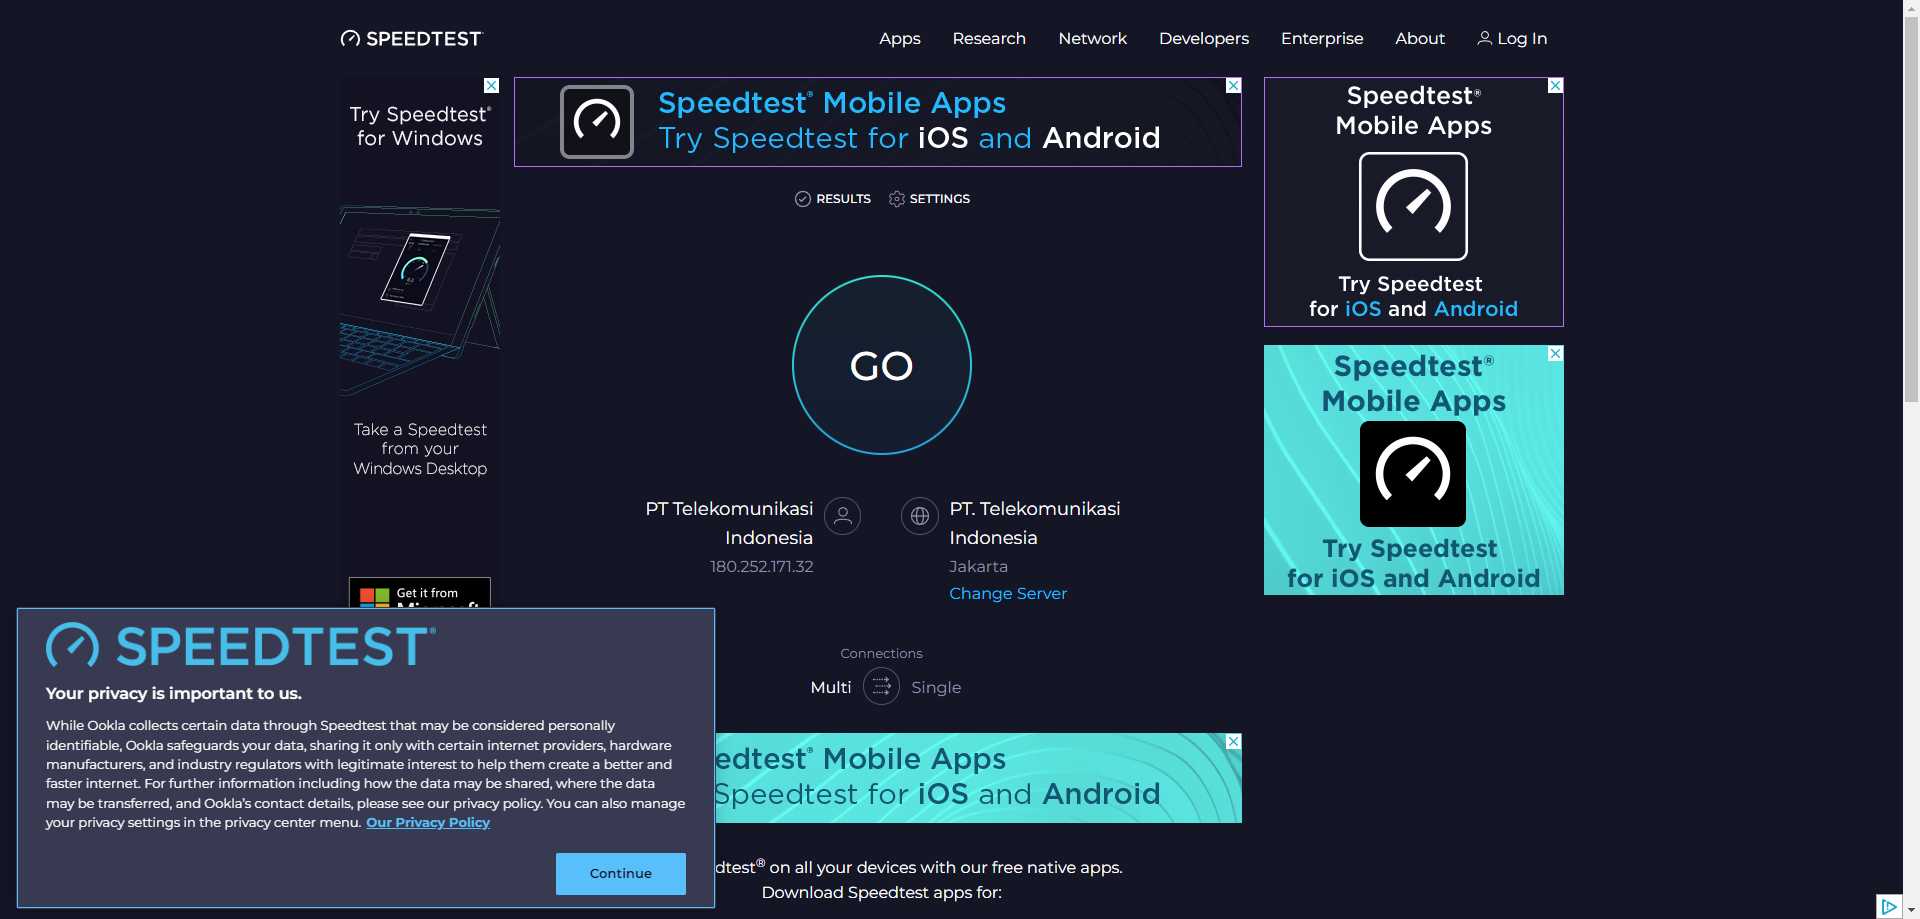 SPEEDTEST
Apps
Research
Network
Developers
Enterprise
About
Log In
Try Speedtest®
for Windows
Take a Speedtest
from your
Windows Desktop
Get it from
Microsoft
Speedtest® Mobile Apps
Try Speedtest for iOS and Android
RESULTS
SETTINGS
GO
PT Telekomunikasi
Indonesia
180.252.171.32
PT. Telekomunikasi
Indonesia
Jakarta
Change Server
Connections
Multi
Single
Speedtest®
Mobile Apps
Try Speedtest
for iOS and Android
Speedtest®
Mobile Apps
Try Speedtest
for iOS and Android
SPEEDTEST®
Your privacy is important to us.
While Ookla collects certain data through Speedtest that may be considered personally
identifiable, Ookla safeguards your data, sharing it only with certain internet providers, hardware
manufacturers, and industry regulators with legitimate interest to help them create a better and
faster internet. For further information including how the data may be shared, where the data
may be transferred, and Ookla's contact details, please see our privacy policy. You can also manage
your privacy settings in the privacy center menu. Our Privacy Policy
Continue
edtest® Mobile Apps
Speedtest for iOS and Android
dtest® on all your devices with our free native apps.
Download Speedtest apps for: